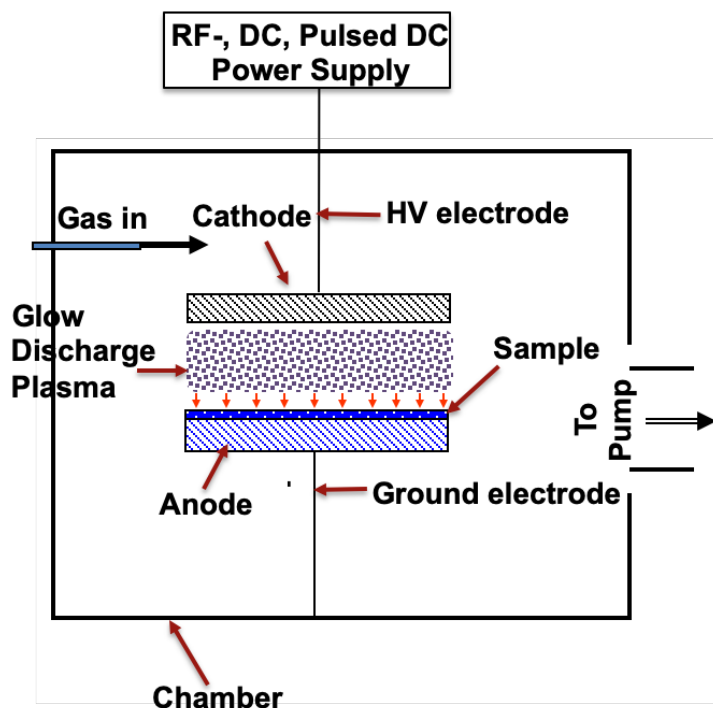 RF-, DC, Pulsed DC
Power Supply
Gas in
Cathode
HV electrode
Glow
Discharge
Plasma
Sample
To
Pump
Anode
Ground electrode
Chamber